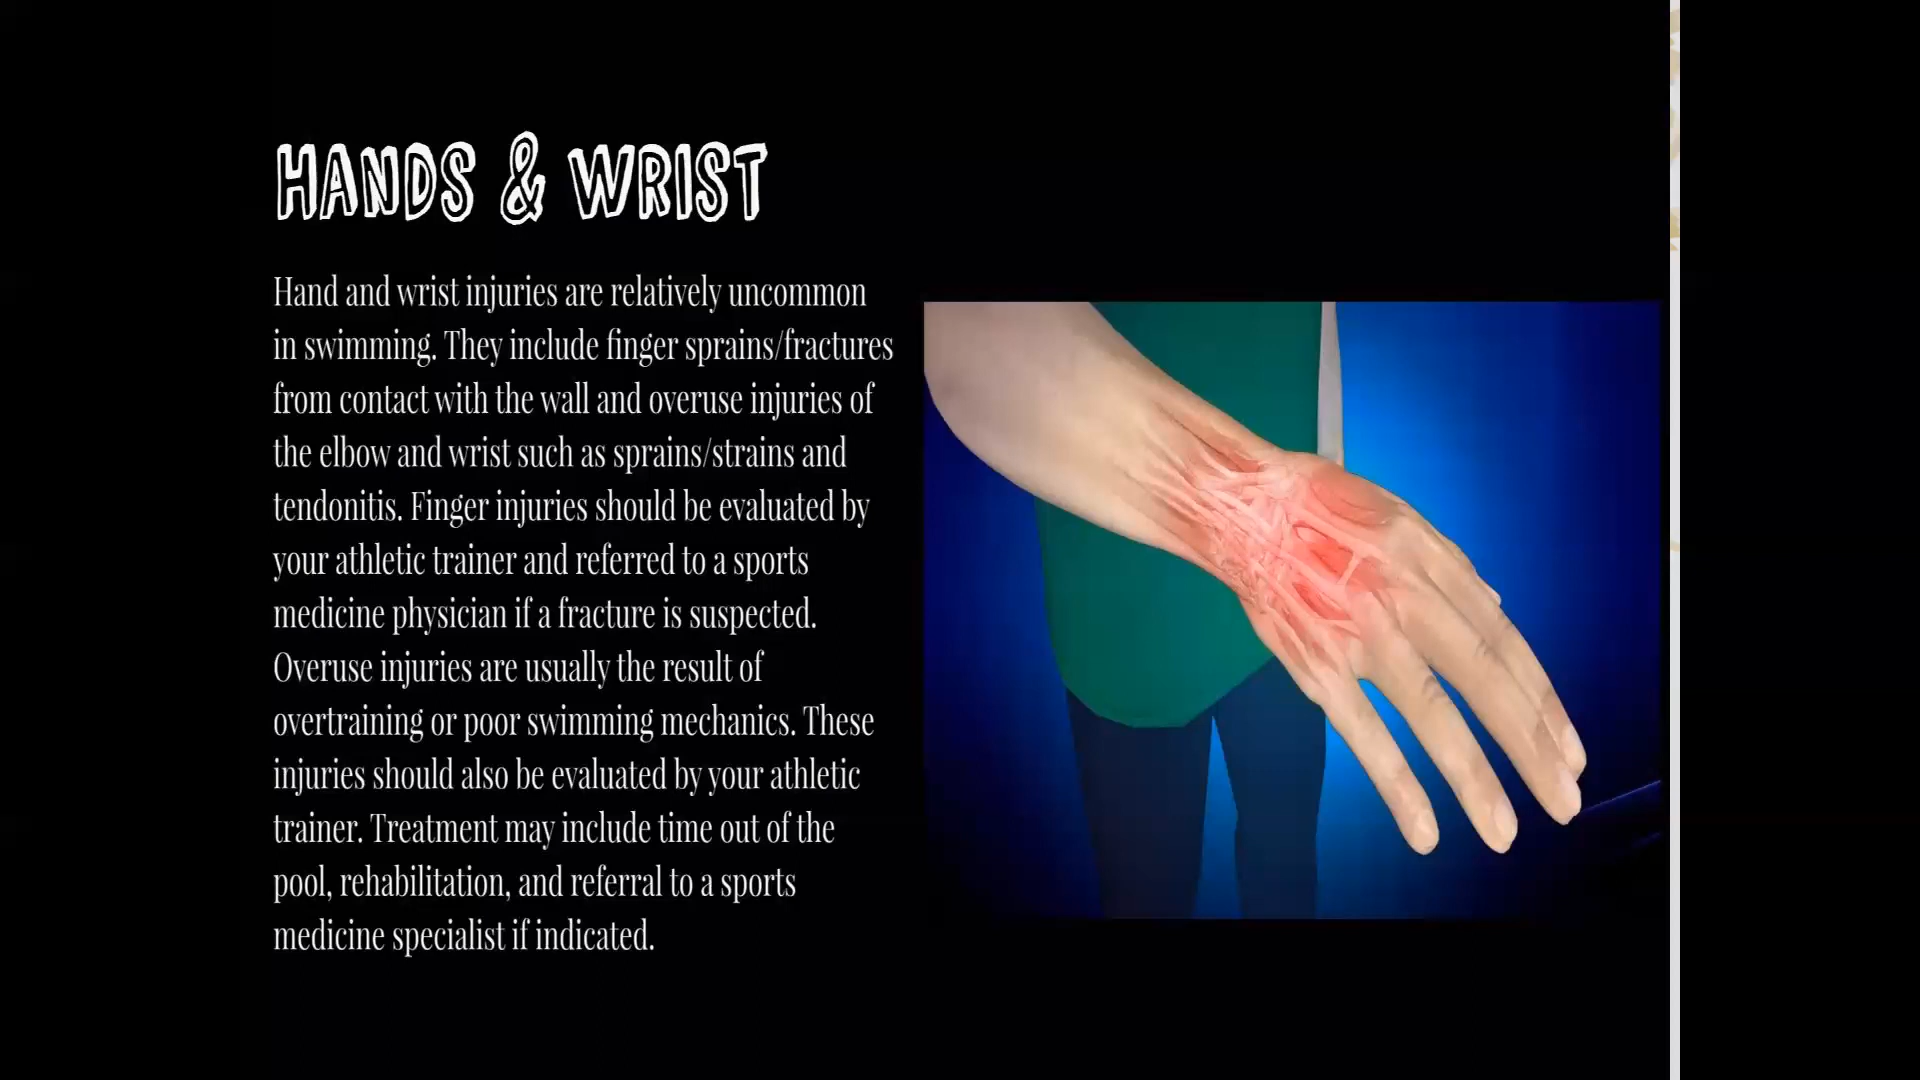 HANDS & WRIST
Hand and wrist injuries are relatively uncommon
in swimming. They include finger sprains/fractures
from contact with the wall and overuse injuries of
the elbow and wrist such as sprains/strains and
tendonitis. Finger injuries should be evaluated by
your athletic trainer and referred to a sports
medicine physician if a fracture is suspected.
Overuse injuries are usually the result of
overtraining or poor swimming mechanics. These
injuries should also be evaluated by your athletic
trainer. Treatment may include time out of the
pool, rehabilitation, and referral to a sports
medicine specialist if indicated.